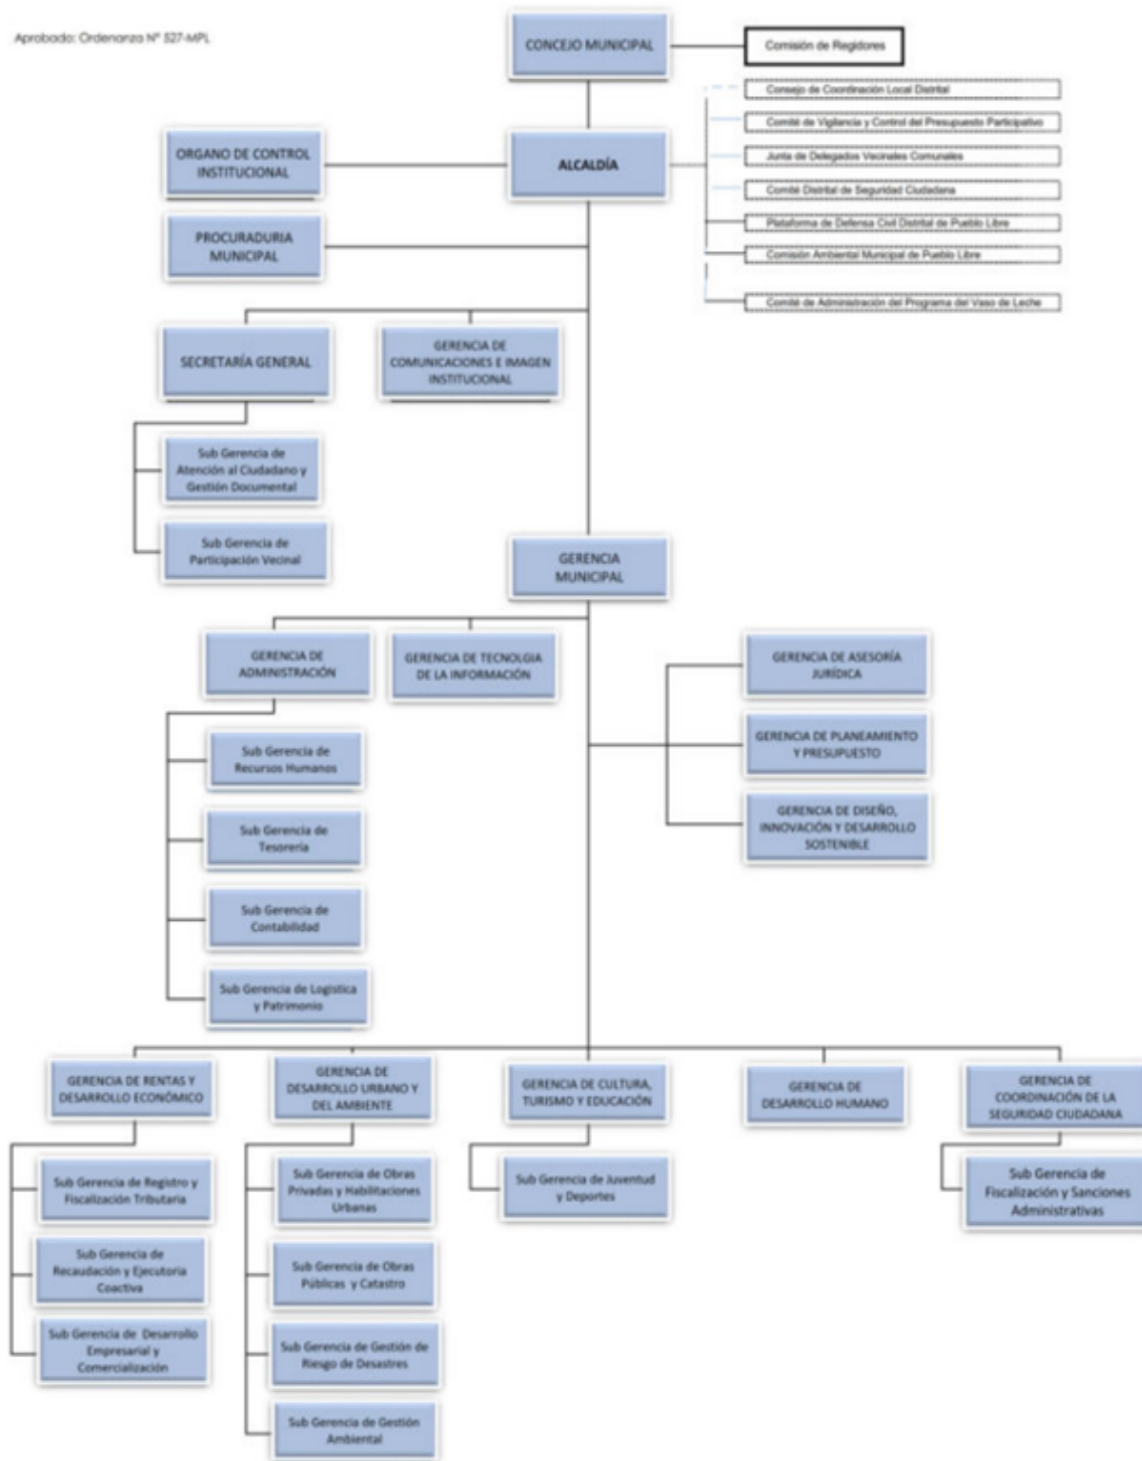 Aprobado: Ordenanza N° 527-MPL
CONCEJO MUNICIPAL
Comisión de Regidores
Consejo de Coordinación Local Distrital
Comité de Vigilancia y Control del Presupuesto Participativo
Junta de Delegados Vecinales Comunales
Comité Distrital de Seguridad Ciudadana
Plataforma de Defensa Civil Distrital de Pueblo Libre
Comisión Ambiental Municipal de Pueblo Libre
Comité de Administración del Programa del Vaso de Leche
ORGANO DE CONTROL
INSTITUCIONAL
ALCALDÍA
PROCURADURIA
MUNICIPAL
SECRETARÍA GENERAL
GERENCIA DE
COMUNICACIONES E IMAGEN
INSTITUCIONAL
Sub Gerencia de
Atención al Ciudadano y
Gestión Documental
Sub Gerencia de
Participación Vecinal
GERENCIA
MUNICIPAL
GERENCIA DE
ADMINISTRACIÓN
GERENCIA DE TECNOLGIA
DE LA INFORMACIÓN
GERENCIA DE ASESORÍA
JURÍDICA
GERENCIA DE PLANEAMIENTO
Y PRESUPUESTO
GERENCIA DE DISEÑO,
INNOVACIÓN Y DESARROLLO
SOSTENIBLE
Sub Gerencia de
Recursos Humanos
Sub Gerencia de
Tesorería
Sub Gerencia de
Contabilidad
Sub Gerencia de Logística
y Patrimonio
GERENCIA DE RENTAS Y
DESARROLLO ECONÓMICO
GERENCIA DE
DESARROLLO URBANO Y
DEL AMBIENTE
GERENCIA DE CULTURA,
TURISMO Y EDUCACIÓN
GERENCIA DE
DESARROLLO HUMANO
GERENCIA DE
COORDINACIÓN DE LA
SEGURIDAD CIUDADANA
Sub Gerencia de Registro y
Fiscalización Tributaria
Sub Gerencia de
Recaudación y Ejecutoria
Coactiva
Sub Gerencia de Desarrollo
Empresarial y
Comercialización
Sub Gerencia de Obras
Privadas y Habilitaciones
Urbanas
Sub Gerencia de Obras
Públicas y Catastro
Sub Gerencia de Gestión de
Riesgo de Desastres
Sub Gerencia de Gestión
Ambiental
Sub Gerencia de Juventud
y Deportes
Sub Gerencia de
Fiscalización y Sanciones
Administrativas